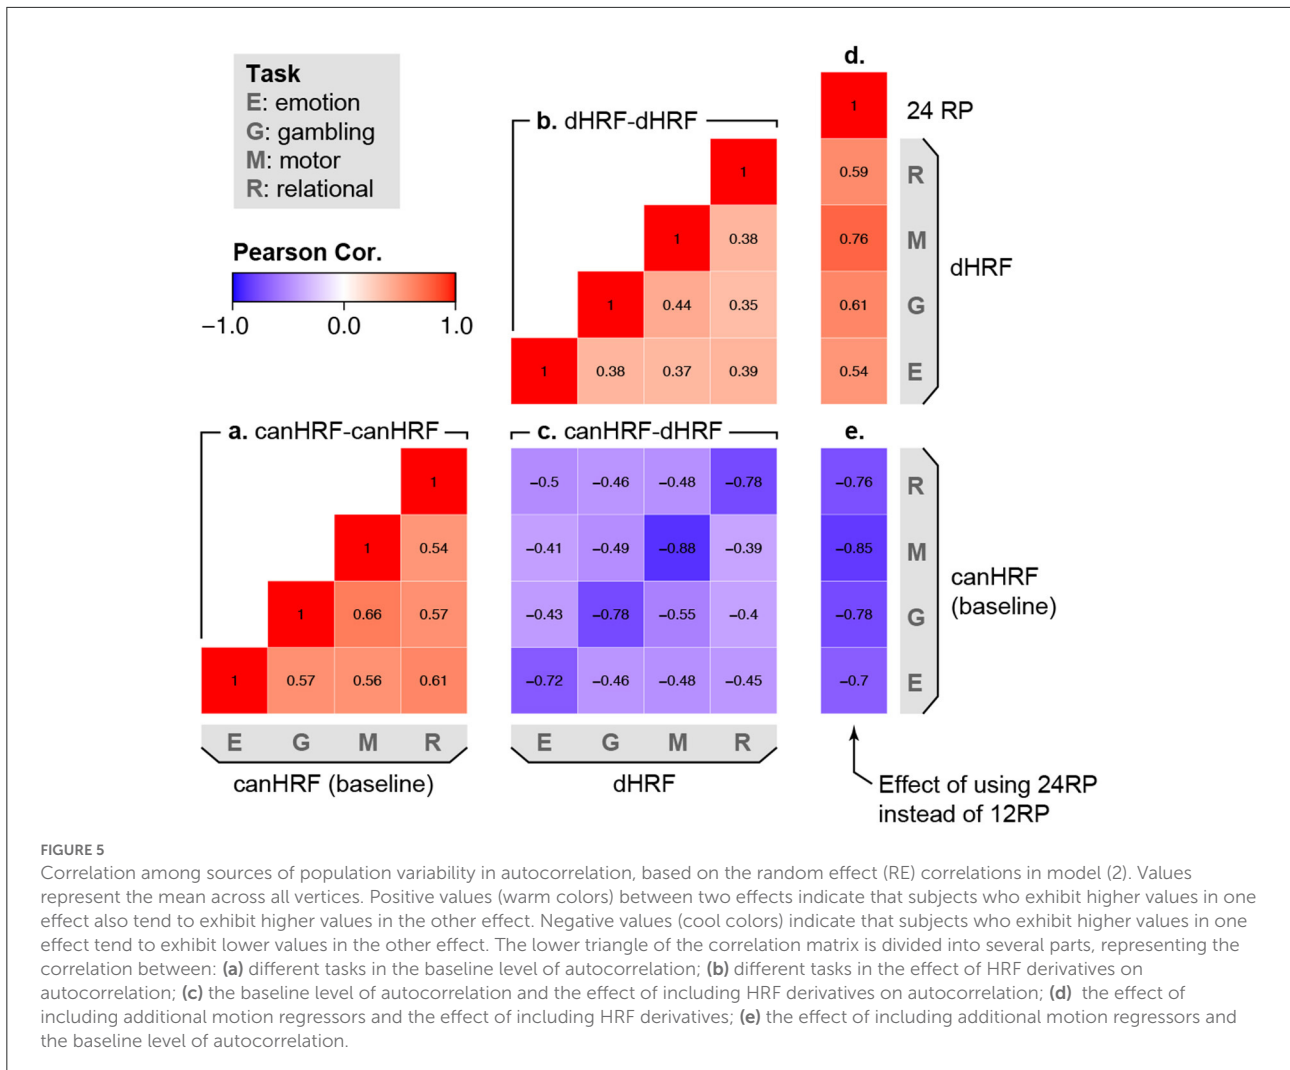 Task
E: emotion
G: gambling
M: motor
R: relational
Pearson Cor.
−1.0 0.0 1.0
b. dHRF-dHRF
1
1 0.38
1 0.44 0.35
1 0.38 0.37 0.39
d.
1 24 RP
0.59 R
0.76 M
0.61 G
0.54 E
dHRF
a. canHRF-canHRF
1
1 0.54
1 0.66 0.57
1 0.57 0.56 0.61
E G M R
canHRF (baseline)
c. canHRF-dHRF
−0.5 −0.46 −0.48 −0.78
−0.41 −0.49 −0.88 −0.39
−0.43 −0.78 −0.55 −0.4
−0.72 −0.46 −0.48 −0.45
E G M R
dHRF
e.
−0.76 R
−0.85 M
−0.78 G
−0.7 E
canHRF
(baseline)
Effect of using 24RP
instead of 12RP
FIGURE 5
Correlation among sources of population variability in autocorrelation, based on the random effect (RE) correlations in model (2). Values
represent the mean across all vertices. Positive values (warm colors) between two effects indicate that subjects who exhibit higher values in one
effect also tend to exhibit higher values in the other effect. Negative values (cool colors) indicate that subjects who exhibit higher values in one
effect tend to exhibit lower values in the other effect. The lower triangle of the correlation matrix is divided into several parts, representing the
correlation between: (a) different tasks in the baseline level of autocorrelation; (b) different tasks in the effect of HRF derivatives on
autocorrelation; (c) the baseline level of autocorrelation and the effect of including HRF derivatives on autocorrelation; (d) the effect of
including additional motion regressors and the effect of including HRF derivatives; (e) the effect of including additional motion regressors and
the baseline level of autocorrelation.